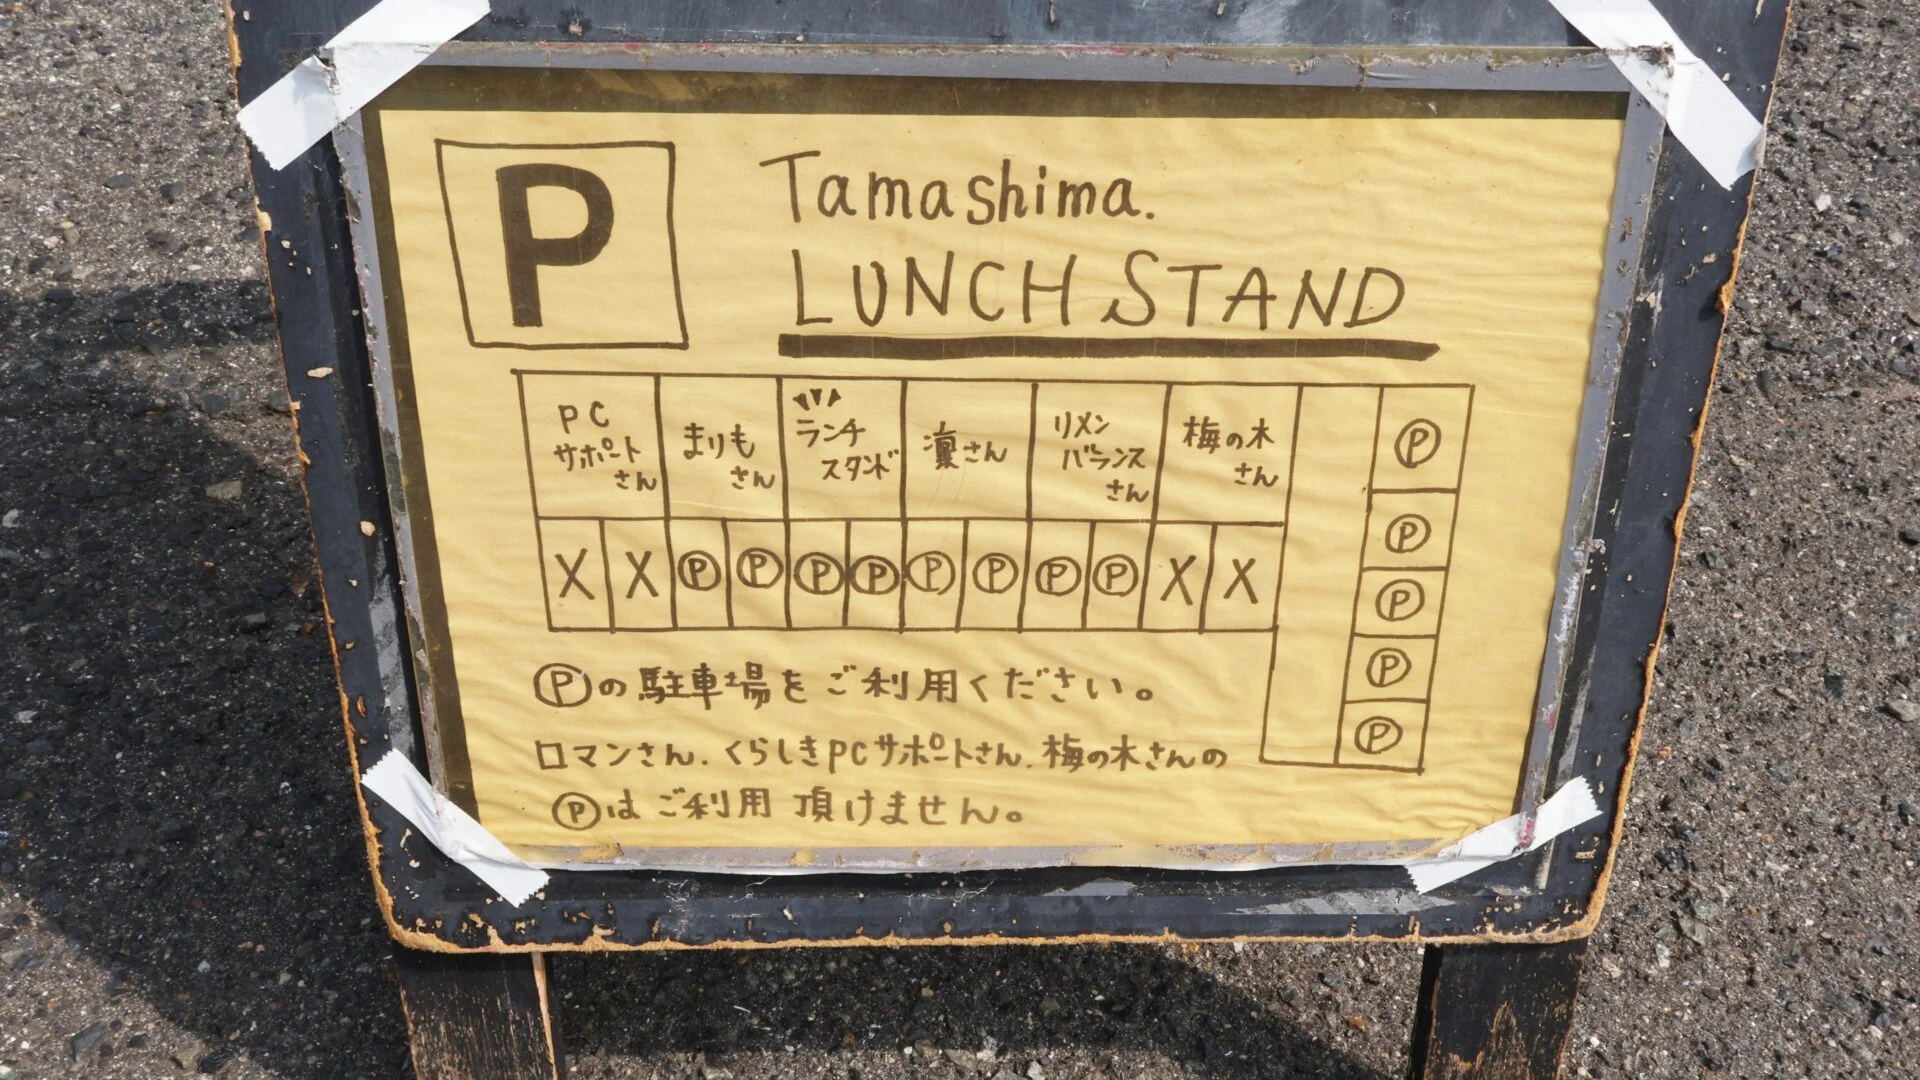 P
Tamashima.
LUNCH STAND
PC
サポート
さん
まりも
さん
ランチ
スタンド
凜さん
リメン
バランス
さん
梅の木
さん
Ⓟ
Ⓟ
Ⓟ
Ⓟ
Ⓟ
X X Ⓟ Ⓟ Ⓟ Ⓟ Ⓟ Ⓟ Ⓟ Ⓟ X X
Ⓟの駐車場をご利用ください。
ロマンさん.くらしきPCサポートさん.梅の木さんの
Ⓟはご利用頂けません。